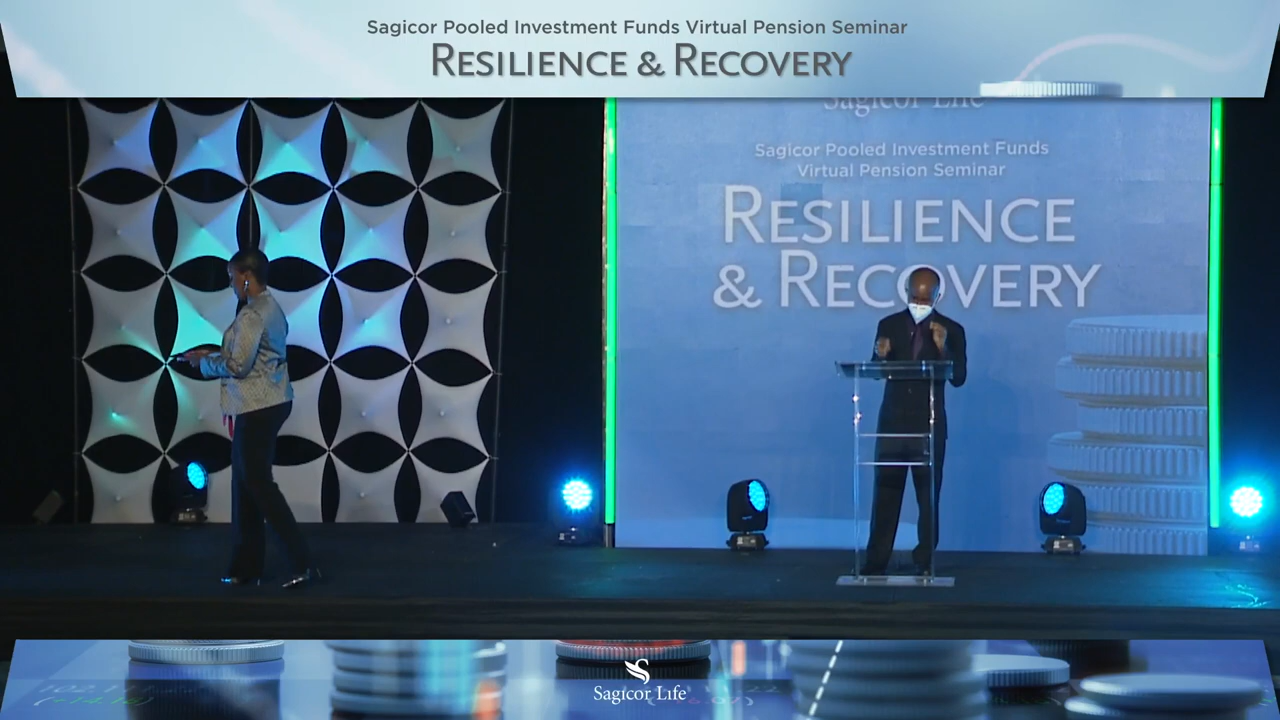 Sagicor Pooled Investment Funds Virtual Pension Seminar
RESILIENCE & RECOVERY
Sagicor Life
Sagicor Pooled Investment Funds
Virtual Pension Seminar
RESILIENCE
& RECOVERY
Sagicor Life